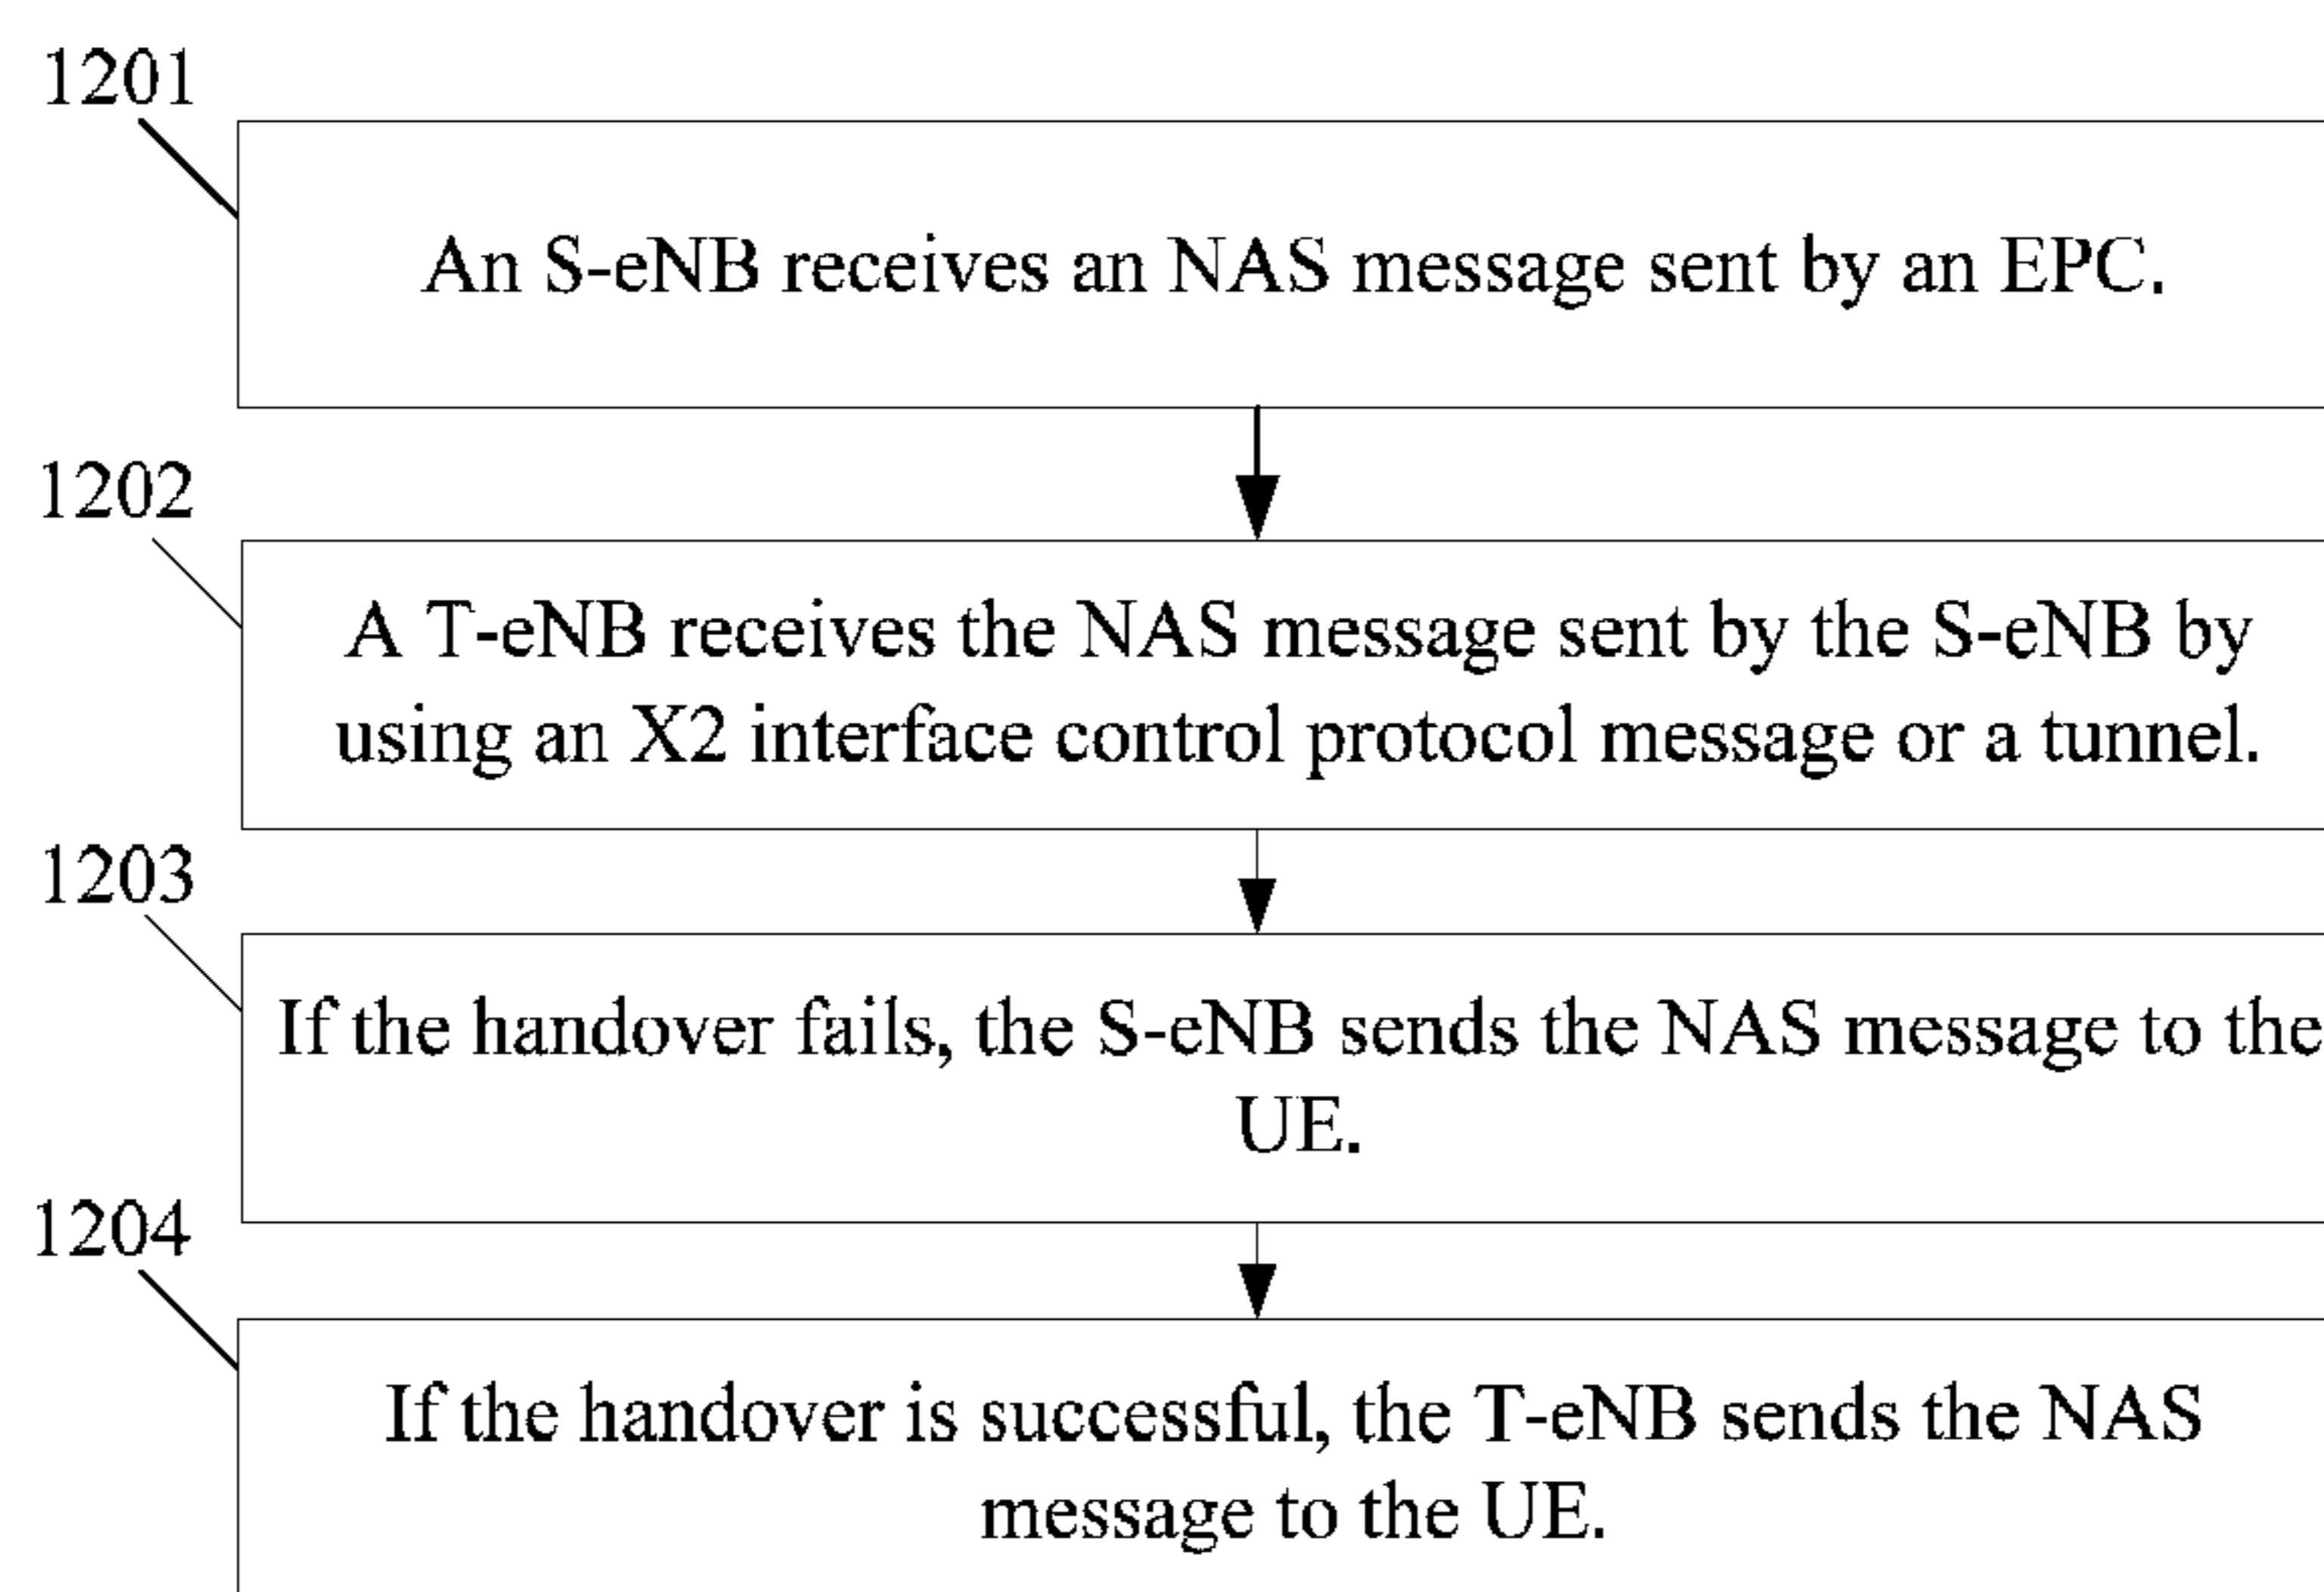 1201
An S-eNB receives an NAS message sent by an EPC.
1202
A T-eNB receives the NAS message sent by the S-eNB by
using an X2 interface control protocol message or a tunnel.
1203
If the handover fails, the S-eNB sends the NAS message to the
UE.
1204
If the handover is successful, the T-eNB sends the NAS
message to the UE.